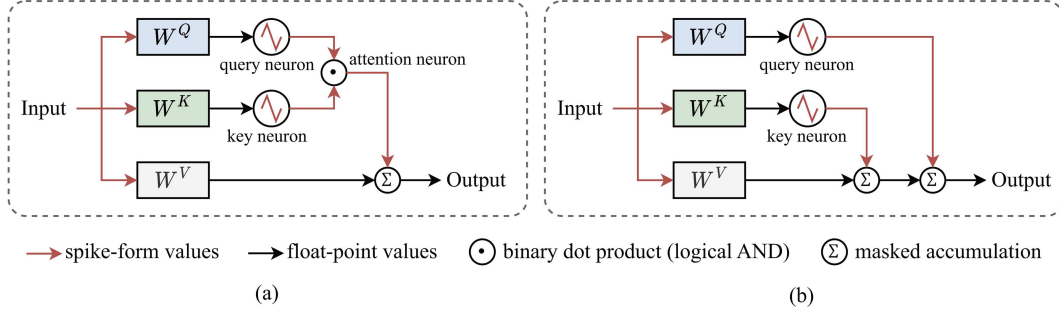 W^Q
query neuron
attention neuron
Input
W^K
key neuron
W^V
Σ
Output
W^Q
query neuron
Input
W^K
key neuron
W^V
Σ
Σ
Output
spike-form values
float-point values
binary dot product (logical AND)
Σ
masked accumulation
(a)
(b)